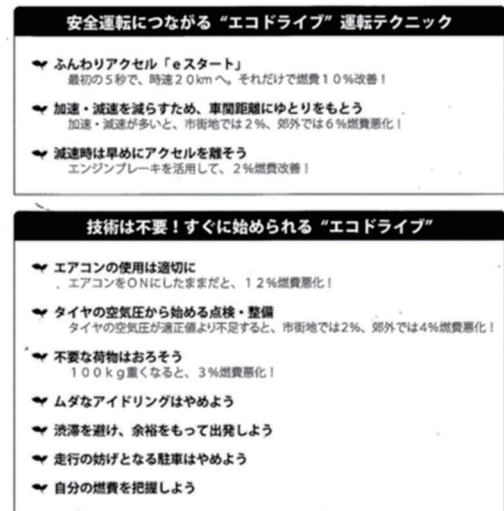 安全運転につながる“エコドライブ”運転テクニック
ふんわりアクセル「eスタート」
最初の5秒で、時速20kmへ。それだけで燃費10%改善！
加速・減速を減らすため、車間距離にゆとりをもとう
加速・減速が多いと、市街地では2%、郊外では6%燃費悪化！
減速時は早めにアクセルを離そう
エンジンブレーキを活用して、2%燃費改善！
技術は不要！すぐに始められる“エコドライブ”
エアコンの使用は適切に
エアコンをONにしたままだと、12%燃費悪化！
タイヤの空気圧から始める点検・整備
タイヤの空気圧が適正値より不足すると、市街地では2%、郊外では4%燃費悪化！
不要な荷物はおろそう
100kg重くなると、3%燃費悪化！
ムダなアイドリングはやめよう
渋滞を避け、余裕をもって出発しよう
走行の妨げとなる駐車はやめよう
自分の燃費を把握しよう